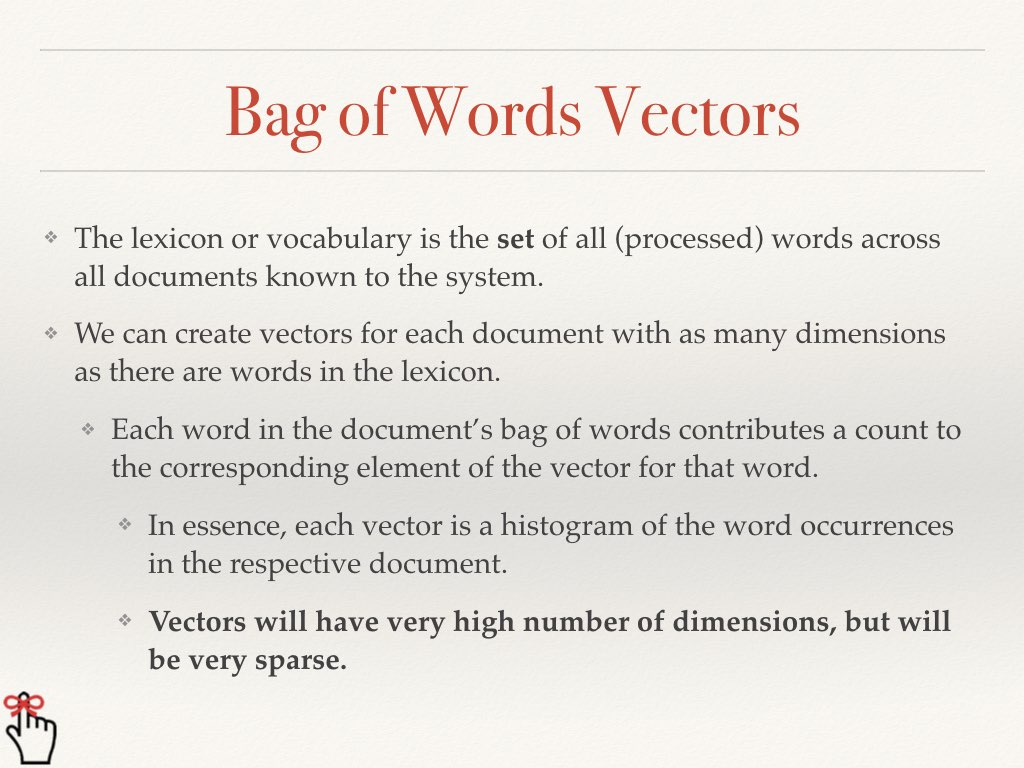 Bag of Words Vectors
The lexicon or vocabulary is the set of all (processed) words across
all documents known to the system.
We can create vectors for each document with as many dimensions
as there are words in the lexicon.
Each word in the document’s bag of words contributes a count to
the corresponding element of the vector for that word.
In essence, each vector is a histogram of the word occurrences
in the respective document.
Vectors will have very high number of dimensions, but will
be very sparse.